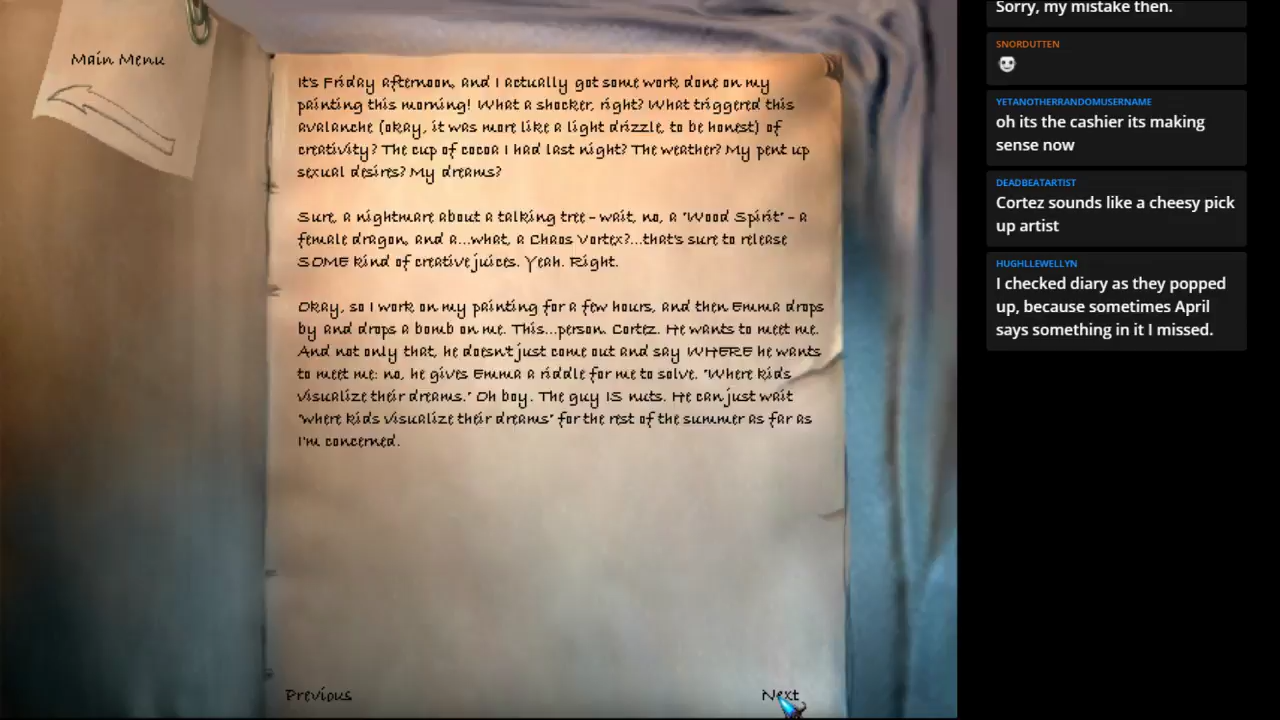 Main Menu
It's Friday afternoon, and I actually got some work done on my
painting this morning! What a shocker, right? What triggered this
avalanche (okay, it was more like a light drizzle, to be honest) of
creativity? The cup of cocoa I had last night? The weather? My pent up
sexual desires? My dreams?
Sure, a nightmare about a talking tree - wait, no, a "Wood Spirit" - a
female dragon, and a...what, a Chaos Vortex?...that's sure to release
SOME kind of creative juices. Yeah. Right.
Okay, so I work on my painting for a few hours, and then Emma drops
by and drops a bomb on me. This...person. Cortez. He wants to meet me.
And not only that, he doesn't just come out and say WHERE he wants
to meet me: no, he gives Emma a riddle for me to solve. "Where kids
visualize their dreams." Oh boy. The guy IS nuts. He can just wait
"where kids visualize their dreams" for the rest of the summer as far as
I'm concerned.
Previous
Next
Sorry, my mistake then.
SNORDUTTEN
YETANOTHERRANDOMUSERNAME
oh its the cashier its making
sense now
DEADBEATARTIST
Cortez sounds like a cheesy pick
up artist
HUGHLLEWELLYN
I checked diary as they popped
up, because sometimes April
says something in it I missed.